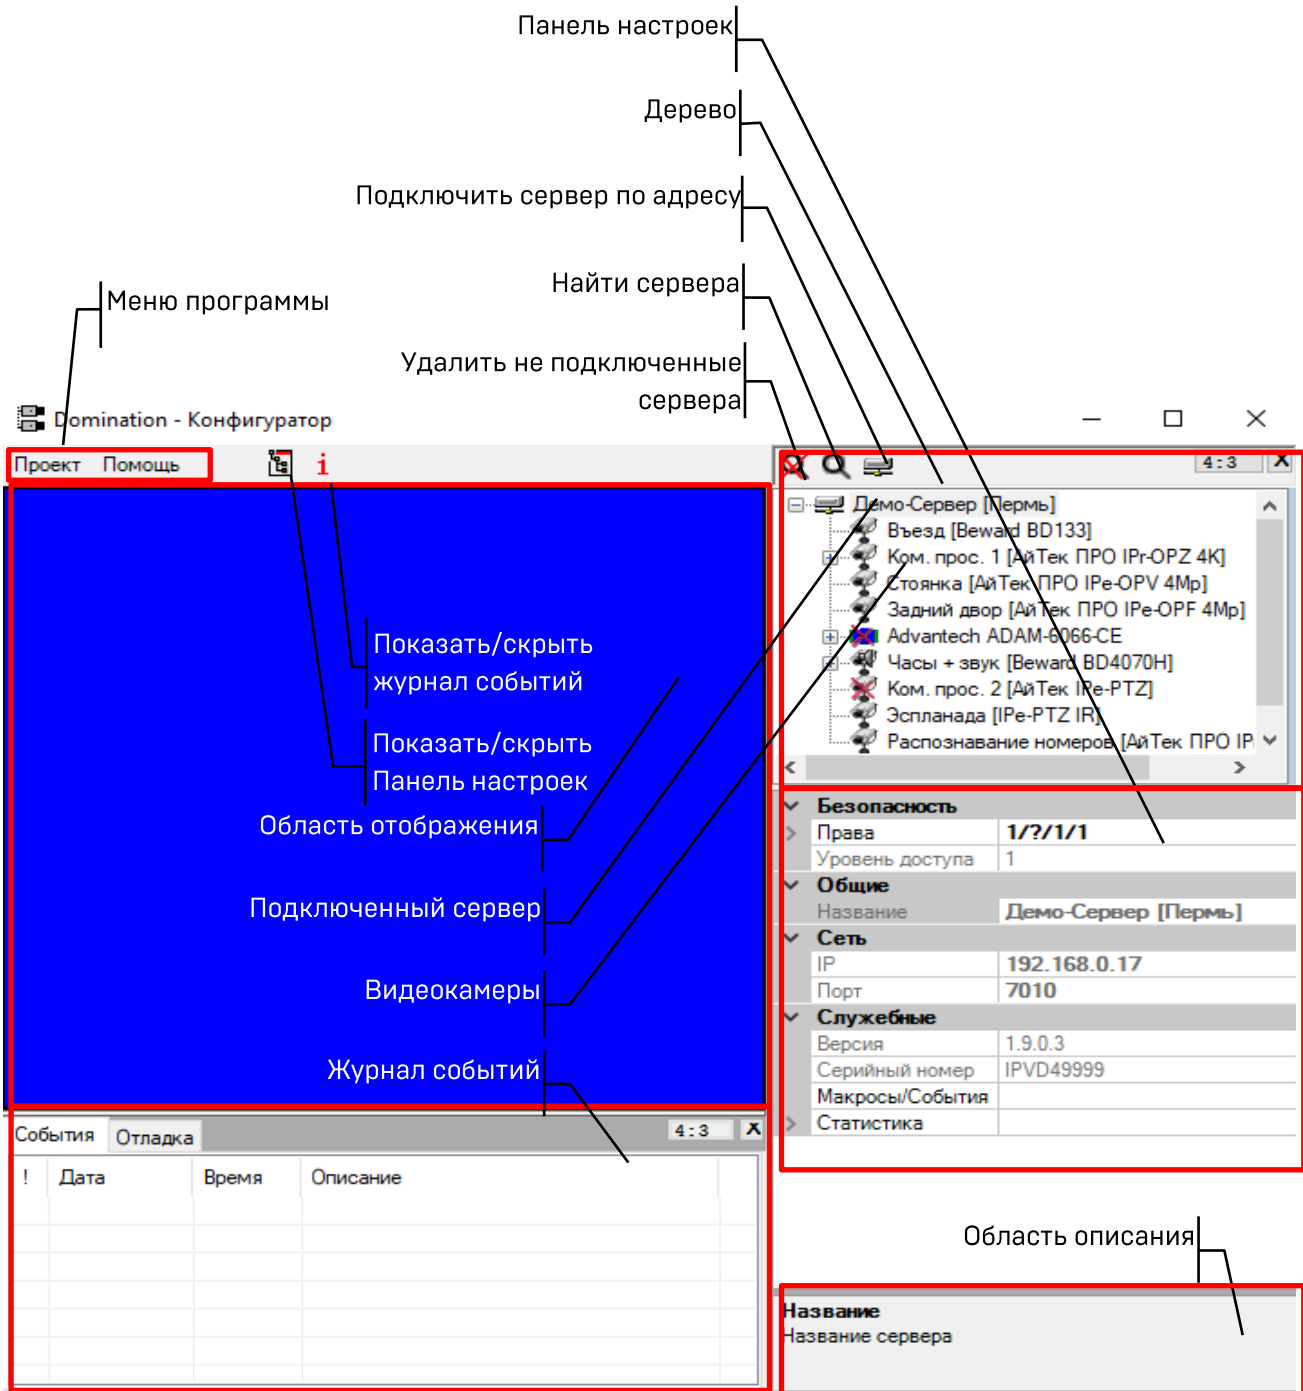 Панель настроек
Дерево
Подключить сервер по адресу
Найти сервера
Меню программы
Удалить не подключенные
сервера
Domination - Конфигуратор
Проект Помощь
i
4:3 X
Демо-Сервер [Пермь]
Въезд [Beward BD133]
Ком. прос. 1 [АйТек ПРО IPr-OPZ 4K]
Стоянка [АйТек ПРО IPe-OPV 4Mp]
Задний двор [АйТек ПРО IPe-OPF 4Mp]
Advantech ADAM-6066-CE
Часы + звук [Beward BD4070H]
Ком. прос. 2 [АйТек IPe-PTZ]
Эспланада [IPe-PTZ IR]
Распознавание номеров [АйТек ПРО IP
Показать/скрыть
журнал событий
Показать/скрыть
Панель настроек
Область отображения
Подключенный сервер
Видеокамеры
Журнал событий
Безопасность
Права 1/?/1/1
Уровень доступа 1
Общие
Название Демо-Сервер [Пермь]
Сеть
IP 192.168.0.17
Порт 7010
Служебные
Версия 1.9.0.3
Серийный номер IPVD49999
Макросы/События
Статистика
События Отладка 4:3 X
! Дата Время Описание
Область описания
Название
Название сервера